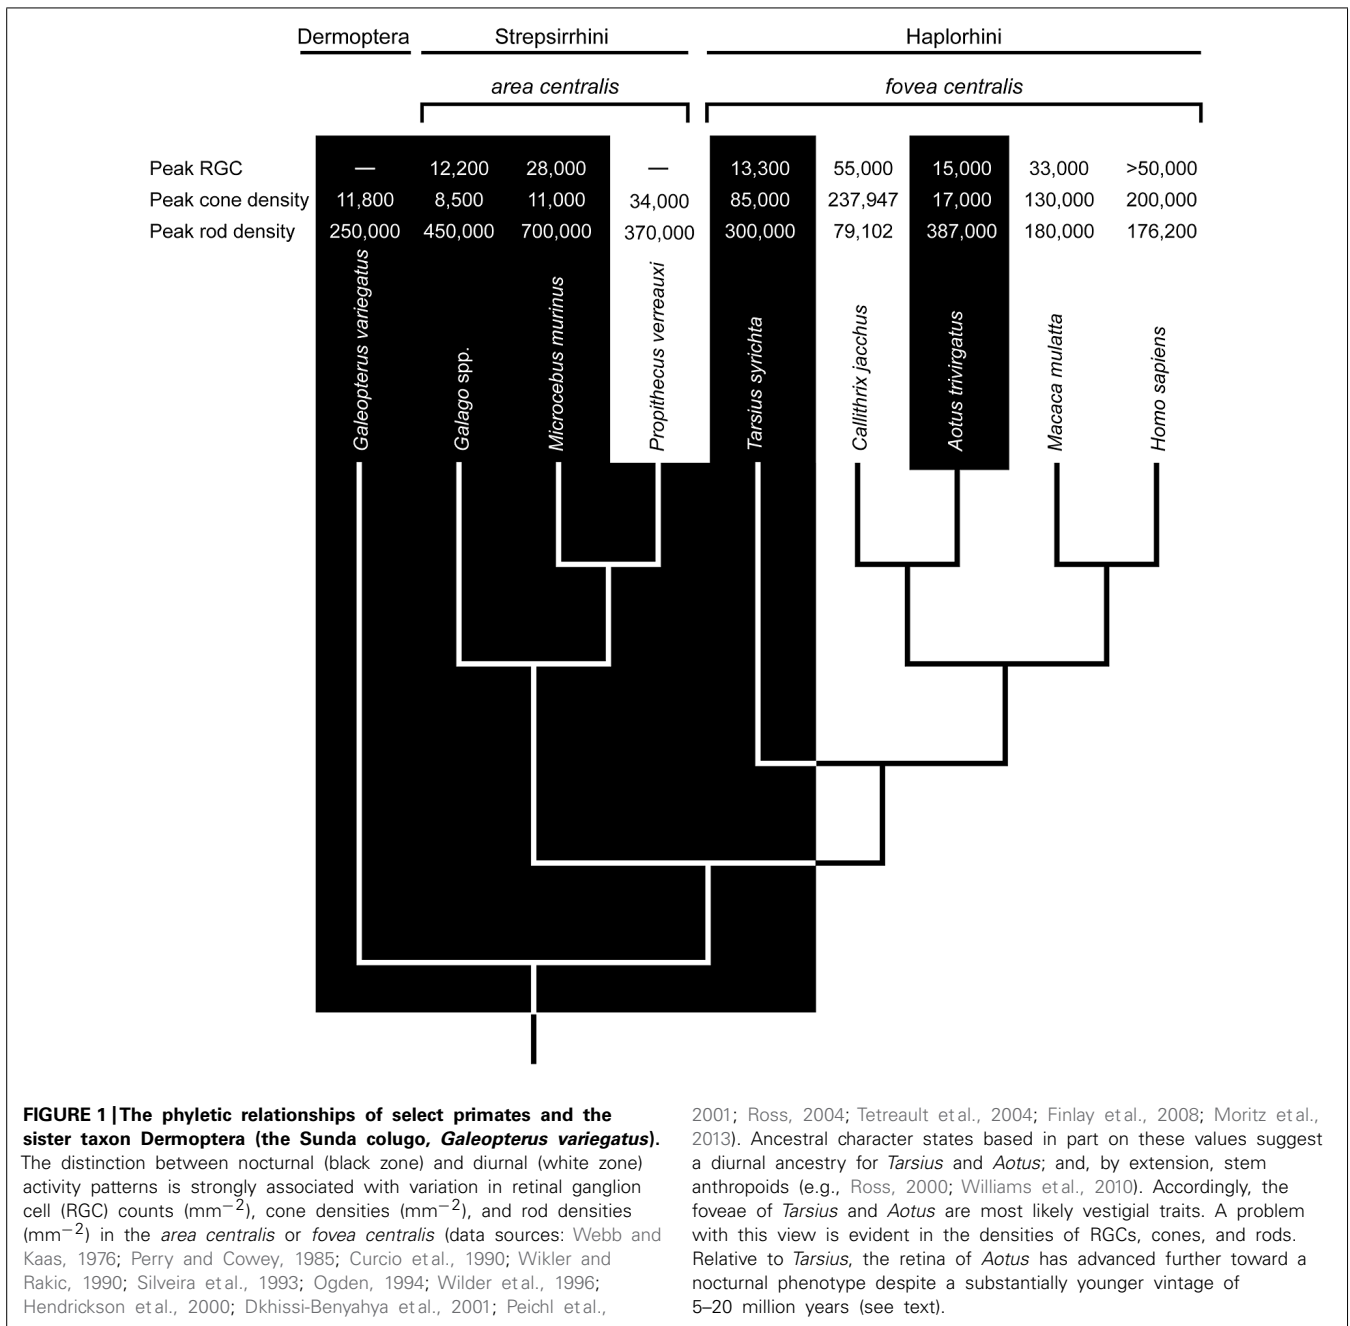 Dermoptera Strepsirrhini Haplorhini
area centralis fovea centralis
Peak RGC — 12,200 28,000 — 13,300 55,000 15,000 33,000 >50,000
Peak cone density 11,800 8,500 11,000 34,000 85,000 237,947 17,000 130,000 200,000
Peak rod density 250,000 450,000 700,000 370,000 300,000 79,102 387,000 180,000 176,200
Galeopterus variegatus
Galago spp.
Microcebus murinus
Propithecus verreauxi
Tarsius syrichta
Callithrix jacchus
Aotus trivirgatus
Macaca mulatta
Homo sapiens
FIGURE 1 | The phyletic relationships of select primates and the
sister taxon Dermoptera (the Sunda colugo, Galeopterus variegatus).
The distinction between nocturnal (black zone) and diurnal (white zone)
activity patterns is strongly associated with variation in retinal ganglion
cell (RGC) counts (mm−2), cone densities (mm−2), and rod densities
(mm−2) in the area centralis or fovea centralis (data sources: Webb and
Kaas, 1976; Perry and Cowey, 1985; Curcio et al., 1990; Wikler and
Rakic, 1990; Silveira et al., 1993; Ogden, 1994; Wilder et al., 1996;
Hendrickson et al., 2000; Dkhissi-Benyahya et al., 2001; Peichl et al.,
2001; Ross, 2004; Tetreault et al., 2004; Finlay et al., 2008; Moritz et al.,
2013). Ancestral character states based in part on these values suggest
a diurnal ancestry for Tarsius and Aotus; and, by extension, stem
anthropoids (e.g., Ross, 2000; Williams et al., 2010). Accordingly, the
foveae of Tarsius and Aotus are most likely vestigial traits. A problem
with this view is evident in the densities of RGCs, cones, and rods.
Relative to Tarsius, the retina of Aotus has advanced further toward a
nocturnal phenotype despite a substantially younger vintage of
5–20 million years (see text).